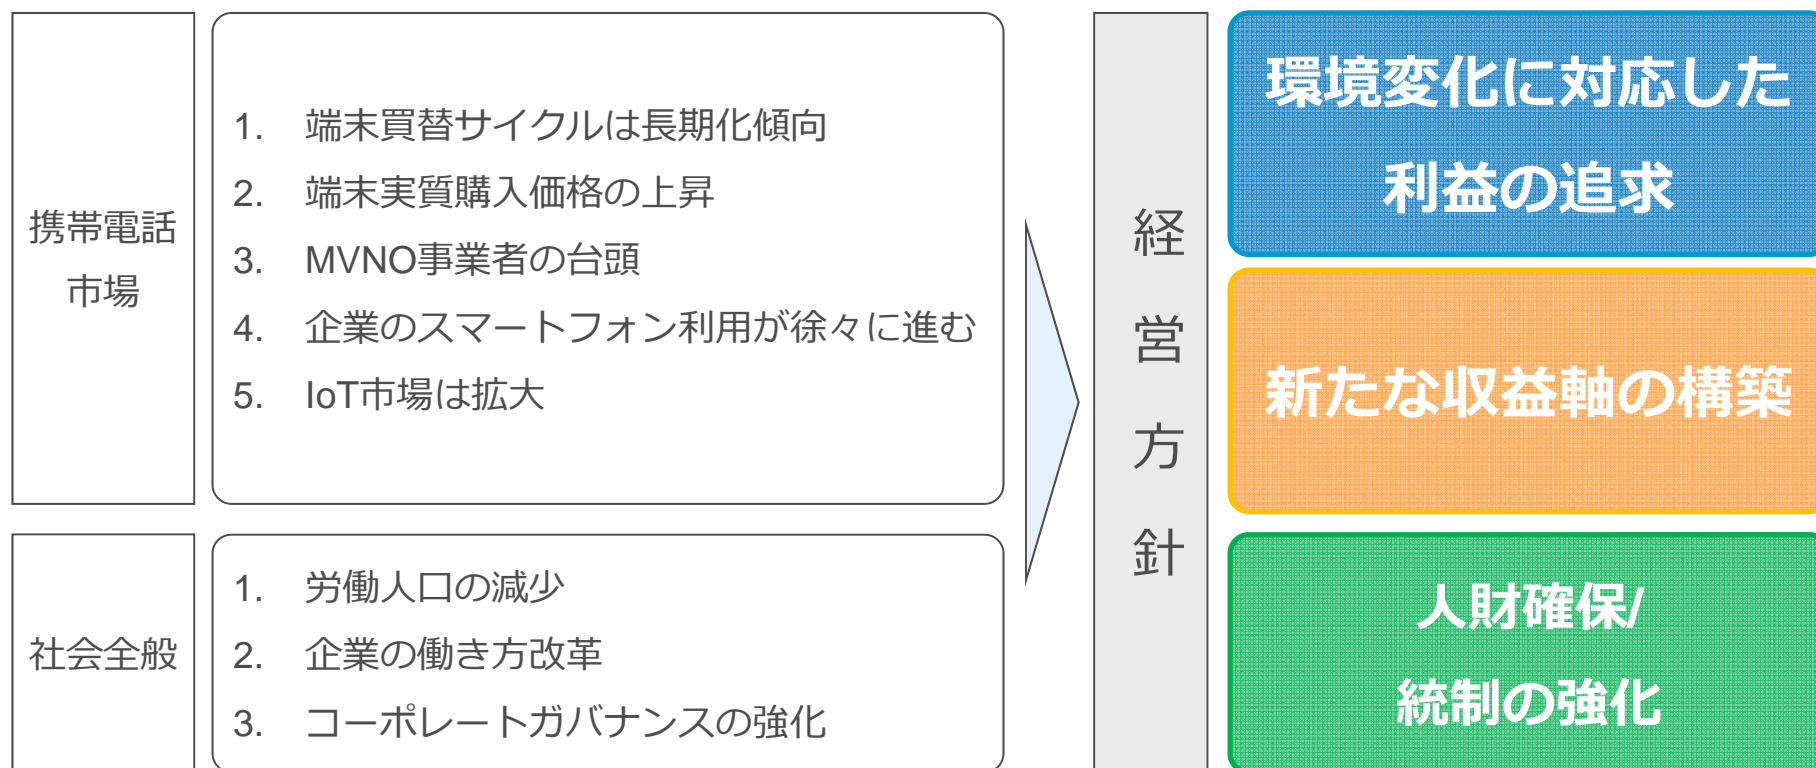 携帯電話
市場
1. 端末買替サイクルは長期化傾向
2. 端末実質購入価格の上昇
3. MVNO事業者の台頭
4. 企業のスマートフォン利用が徐々に進む
5. IoT市場は拡大
社会全般
1. 労働人口の減少
2. 企業の働き方改革
3. コーポレートガバナンスの強化
経営方針
環境変化に対応した
利益の追求
新たな収益軸の構築
人財確保/
統制の強化